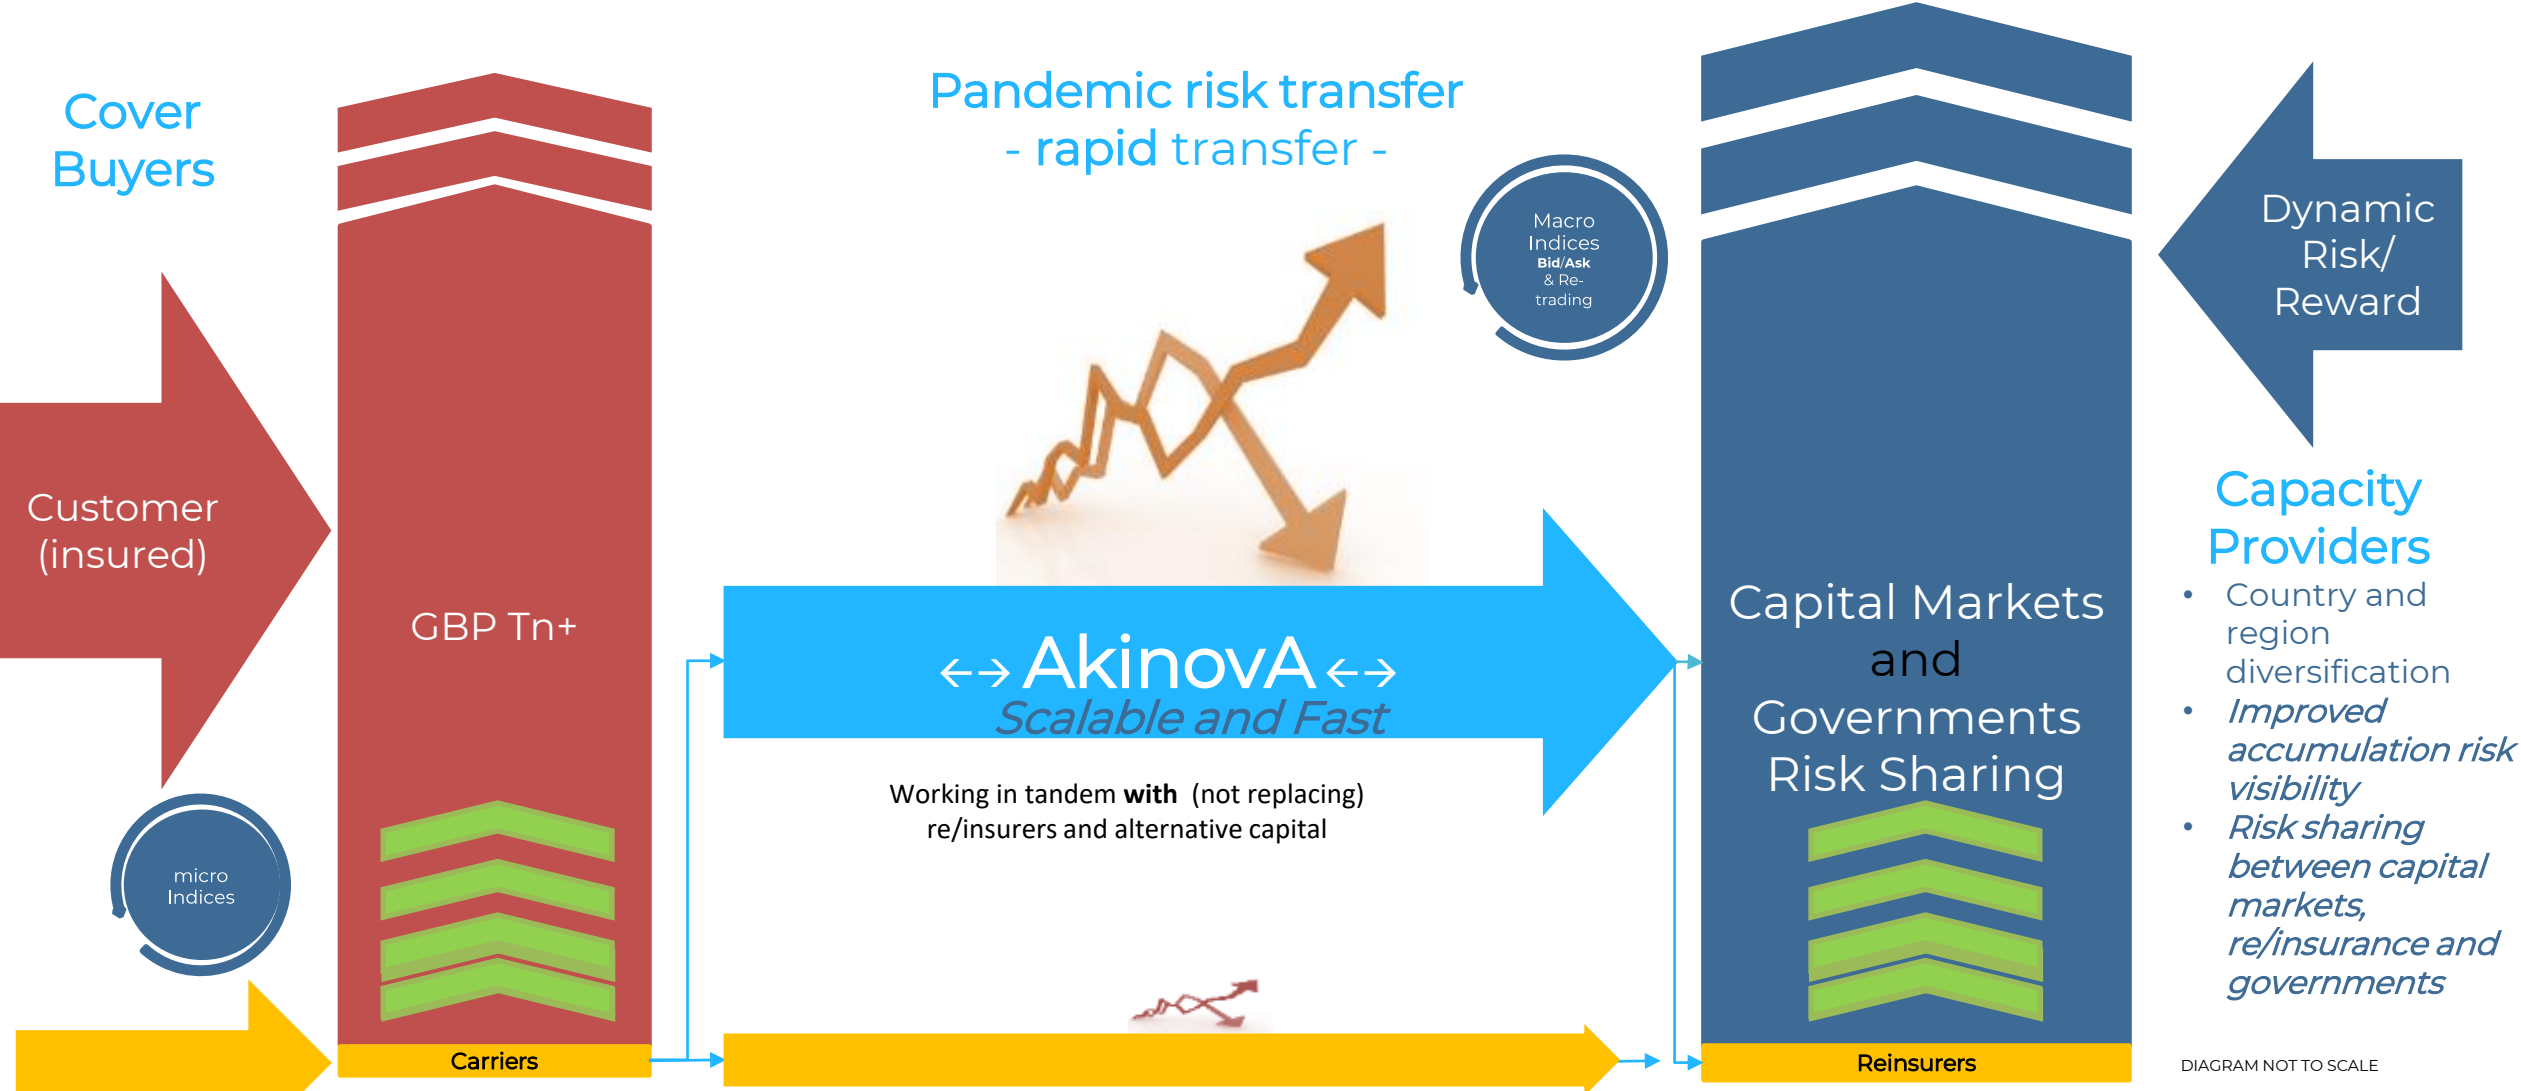 Cover
Buyers
Customer
(insured)
micro
Indices
GBP Tn+
Carriers
Pandemic risk transfer
- rapid transfer -
Macro
Indices
Bid/Ask
& Re-
trading
←→ AkinovA ←→
Scalable and Fast
Working in tandem with (not replacing)
re/insurers and alternative capital
Capital Markets
and
Governments
Risk Sharing
Reinsurers
Dynamic
Risk/
Reward
Capacity
Providers
• Country and
region
diversification
• Improved
accumulation risk
visibility
• Risk sharing
between capital
markets,
re/insurance and
governments
DIAGRAM NOT TO SCALE